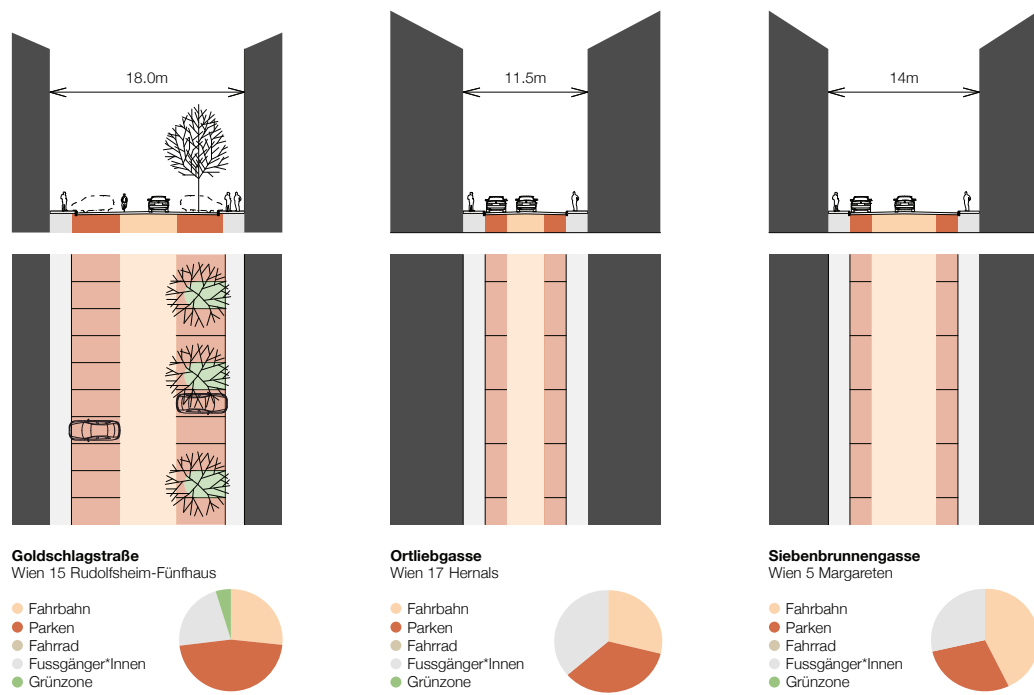 18.0m
11.5m
14m
Goldschlagstraße
Wien 15 Rudolfsheim-Fünfhaus
Fahrbahn
Parken
Fahrrad
Fussgänger*Innen
Grünzone
Ortliebgasse
Wien 17 Hernals
Fahrbahn
Parken
Fahrrad
Fussgänger*Innen
Grünzone
Siebenbrunnengasse
Wien 5 Margareten
Fahrbahn
Parken
Fahrrad
Fussgänger*Innen
Grünzone